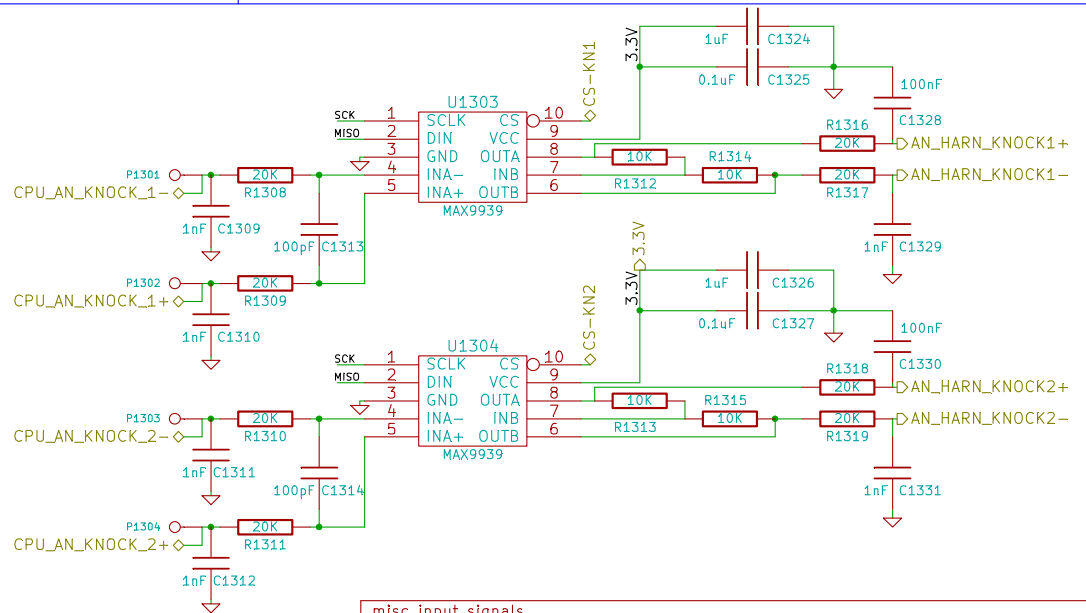 3.3V
1uF C1324
0.1uF C1325
100nF
C1328
CS-KN1
U1303
SCK 1 SCLK CS 10
MISO 2 DIN VCC 9
3 GND OUTA 8
4 INA- INB 7
5 INA+ OUTB 6
MAX9939
10K
R1312
R1314
10K
R1316
20K
AN_HARN_KNOCK1+
20K
R1317
AN_HARN_KNOCK1-
1nF C1329
P1301
CPU_AN_KNOCK_1-
20K
R1308
1nF C1309
100pF C1313
P1302
CPU_AN_KNOCK_1+
20K
R1309
1nF C1310
3.3V
3.3V
1uF C1326
0.1uF C1327
100nF
C1330
CS-KN2
U1304
SCK 1 SCLK CS 10
MISO 2 DIN VCC 9
3 GND OUTA 8
4 INA- INB 7
5 INA+ OUTB 6
MAX9939
10K
R1313
R1315
10K
R1318
20K
AN_HARN_KNOCK2+
20K
R1319
AN_HARN_KNOCK2-
1nF C1331
P1303
CPU_AN_KNOCK_2-
20K
R1310
1nF C1311
100pF C1314
P1304
CPU_AN_KNOCK_2+
20K
R1311
1nF C1312
misc input signals